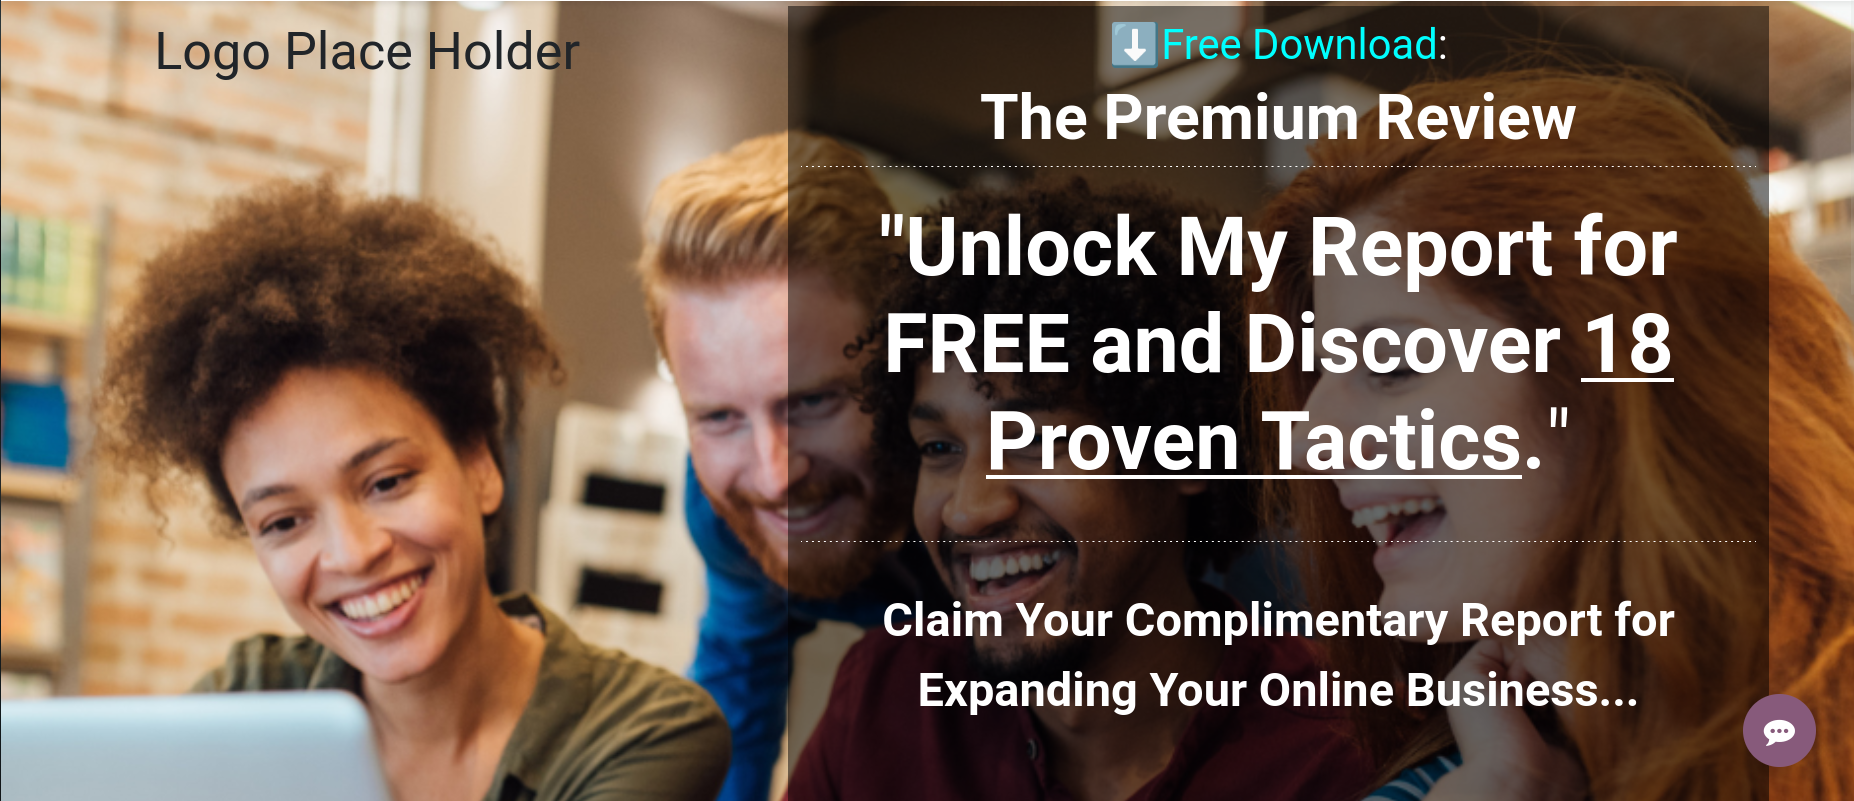 Logo Place Holder
⬇️Free Download:
The Premium Review
"Unlock My Report for
FREE and Discover 18
Proven Tactics."
Claim Your Complimentary Report for
Expanding Your Online Business...